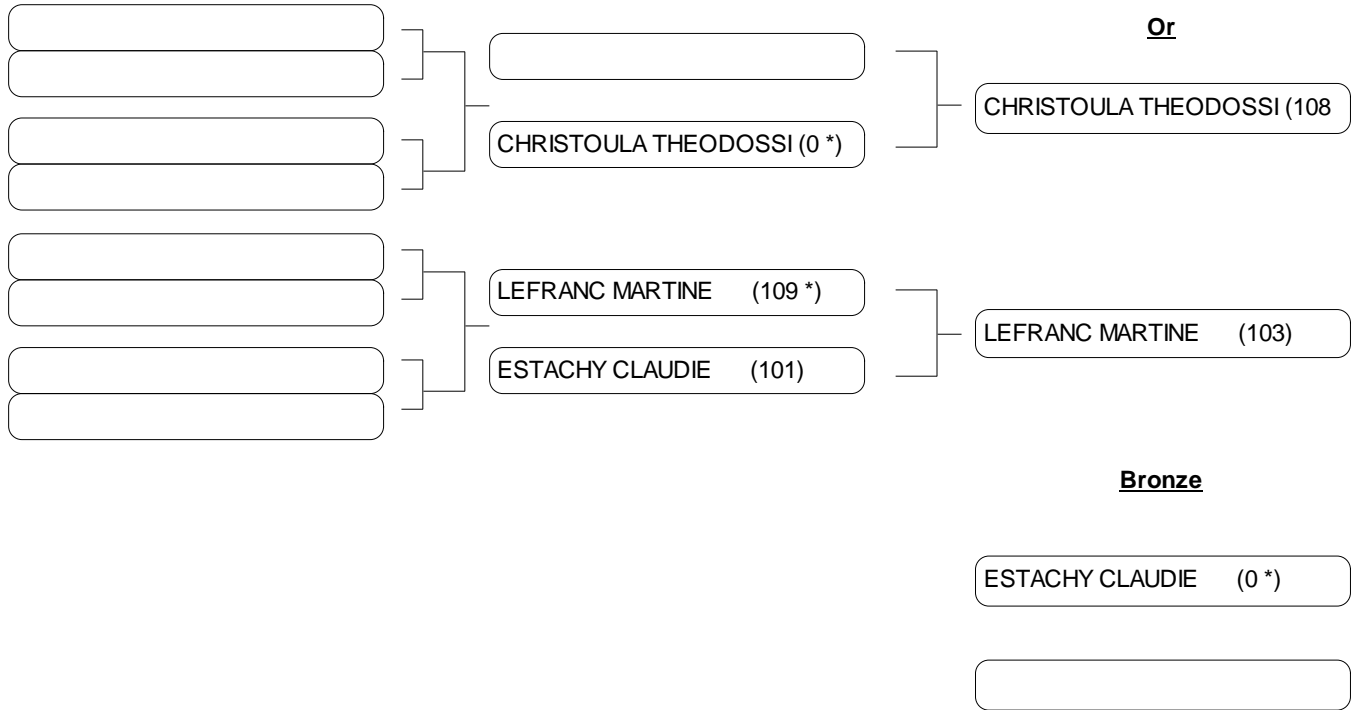 Or
CHRISTOULA THEODOSSI (108
CHRISTOULA THEODOSSI (0 *)
LEFRANC MARTINE (109 *)
LEFRANC MARTINE (103)
ESTACHY CLAUDIE (101)
Bronze
ESTACHY CLAUDIE (0 *)